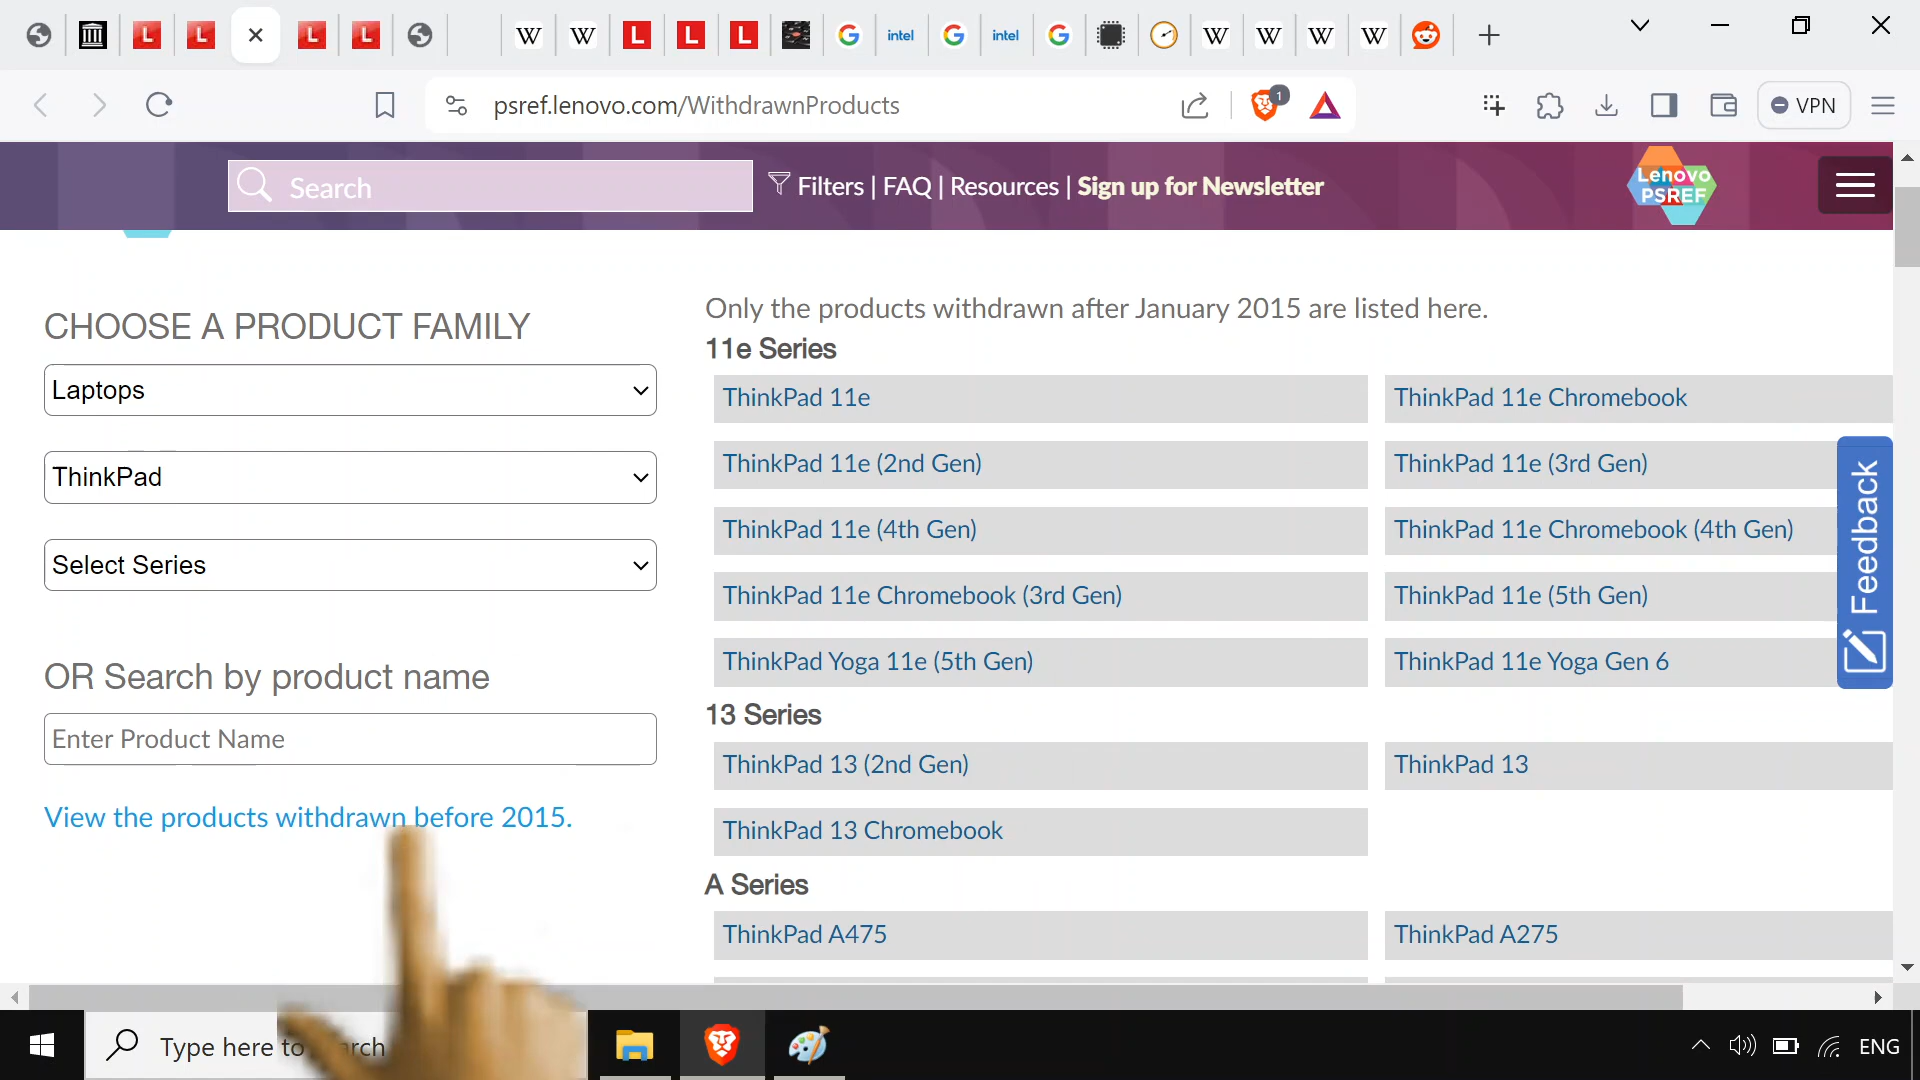 L
L
L
L
W
W
L
L
L
G
intel
G
intel
G
W
W
W
W
psref.lenovo.com/WithdrawnProducts
1
VPN
Search
Filters | FAQ | Resources | Sign up for Newsletter
Lenovo
PSREF
CHOOSE A PRODUCT FAMILY
Laptops
ThinkPad
Select Series
OR Search by product name
Enter Product Name
View the products withdrawn before 2015.
Only the products withdrawn after January 2015 are listed here.
11e Series
ThinkPad 11e
ThinkPad 11e Chromebook
ThinkPad 11e (2nd Gen)
ThinkPad 11e (3rd Gen)
ThinkPad 11e (4th Gen)
ThinkPad 11e Chromebook (4th Gen)
ThinkPad 11e Chromebook (3rd Gen)
ThinkPad 11e (5th Gen)
ThinkPad Yoga 11e (5th Gen)
ThinkPad 11e Yoga Gen 6
13 Series
ThinkPad 13 (2nd Gen)
ThinkPad 13
ThinkPad 13 Chromebook
A Series
ThinkPad A475
ThinkPad A275
Feedback
Type here to
ENG